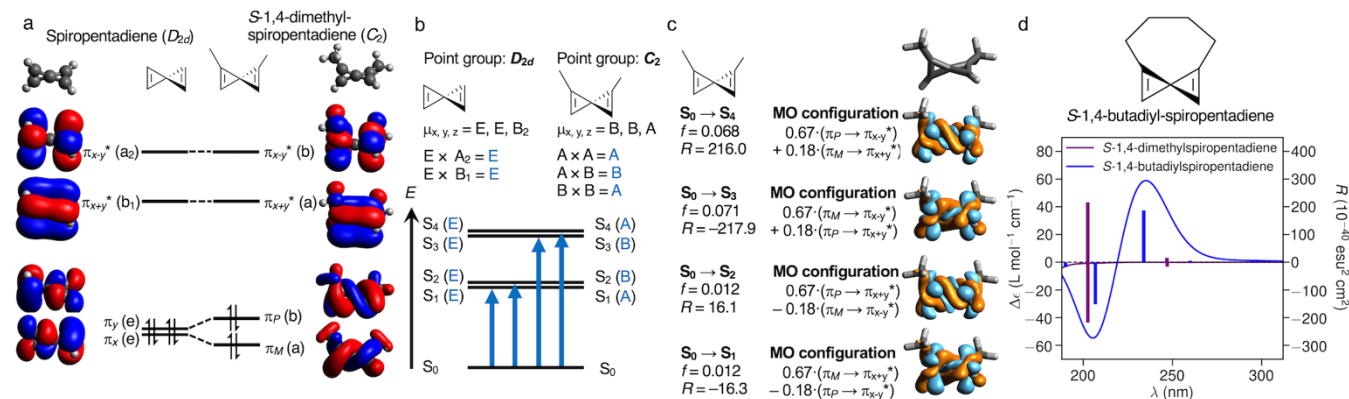 a
Spiropentadiene (D2d)
S-1,4-dimethyl-
spiropentadiene (C2)
πx-y* (a2)
πx-y* (b)
πx+y* (b1)
πx+y* (a)
πy (e)
πx (e)
πP (b)
πM (a)
b
Point group: D2d
Point group: C2
μx, y, z = E, E, B2
μx, y, z = B, B, A
E × A2 = E
E × B1 = E
A × A = A
A × B = B
B × B = A
E
S4 (E)
S3 (E)
S2 (E)
S1 (E)
S0
S4 (A)
S3 (B)
S2 (B)
S1 (A)
S0
c
S0 → S4
f = 0.068
R = 216.0
MO configuration
0.67·(πP → πx-y*)
+ 0.18·(πM → πx+y*)
S0 → S3
f = 0.071
R = −217.9
MO configuration
0.67·(πM → πx-y*)
+ 0.18·(πP → πx+y*)
S0 → S2
f = 0.012
R = 16.1
MO configuration
0.67·(πP → πx+y*)
− 0.18·(πM → πx-y*)
S0 → S1
f = 0.012
R = −16.3
MO configuration
0.67·(πM → πx+y*)
− 0.18·(πP → πx-y*)
d
S-1,4-butadiyl-spiropentadiene
S-1,4-dimethylspiropentadiene
S-1,4-butadiylspiropentadiene
80
60
40
20
0
−20
−40
−60
Δϵ (L mol−1 cm−1)
400
300
200
100
0
−100
−200
−300
R (10−40 esu2 cm2)
200
225
250
275
300
λ (nm)